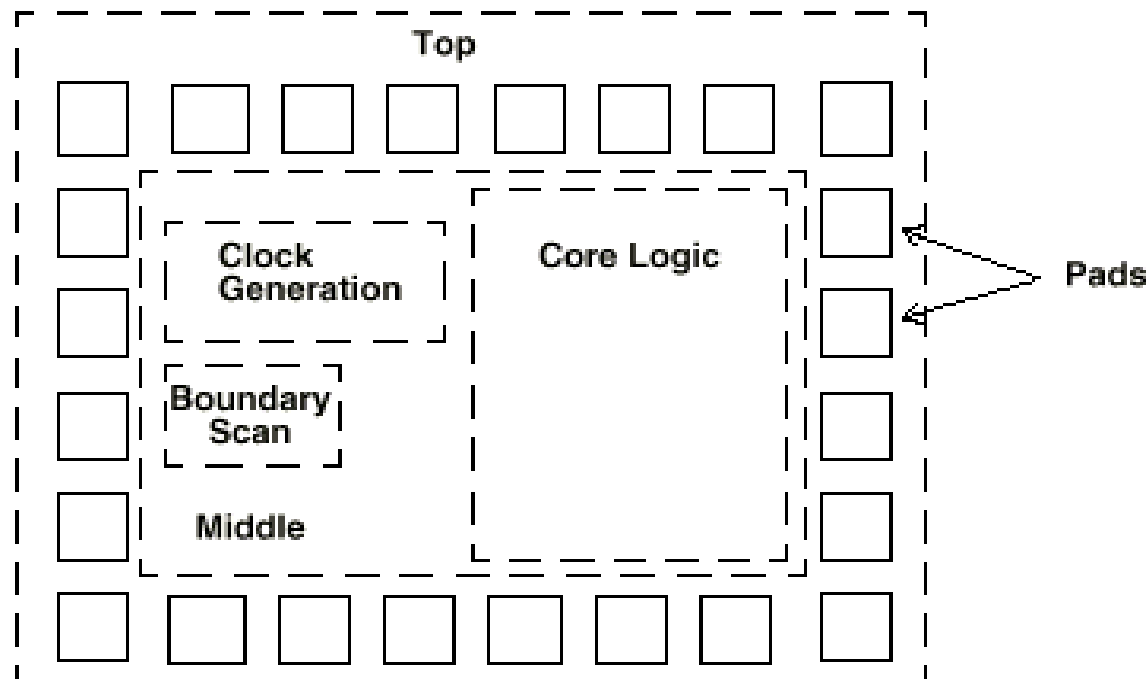 Top
Clock
Generation
Core Logic
Pads
Boundary
Scan
Middle